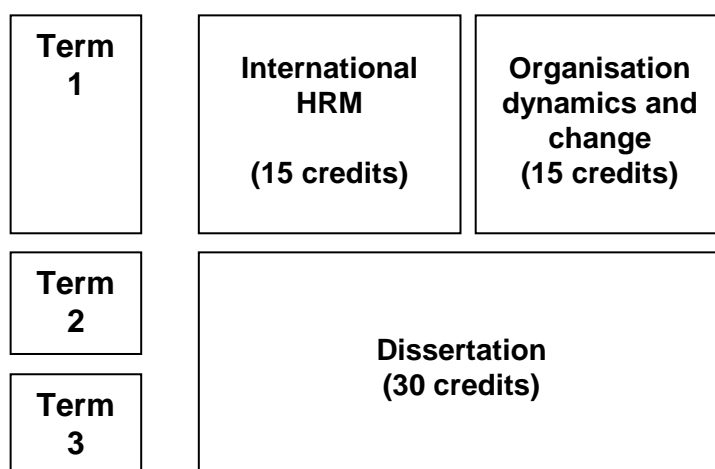 Term
1
International
HRM
(15 credits)
Organisation
dynamics and
change
(15 credits)
Term
2
Dissertation
(30 credits)
Term
3